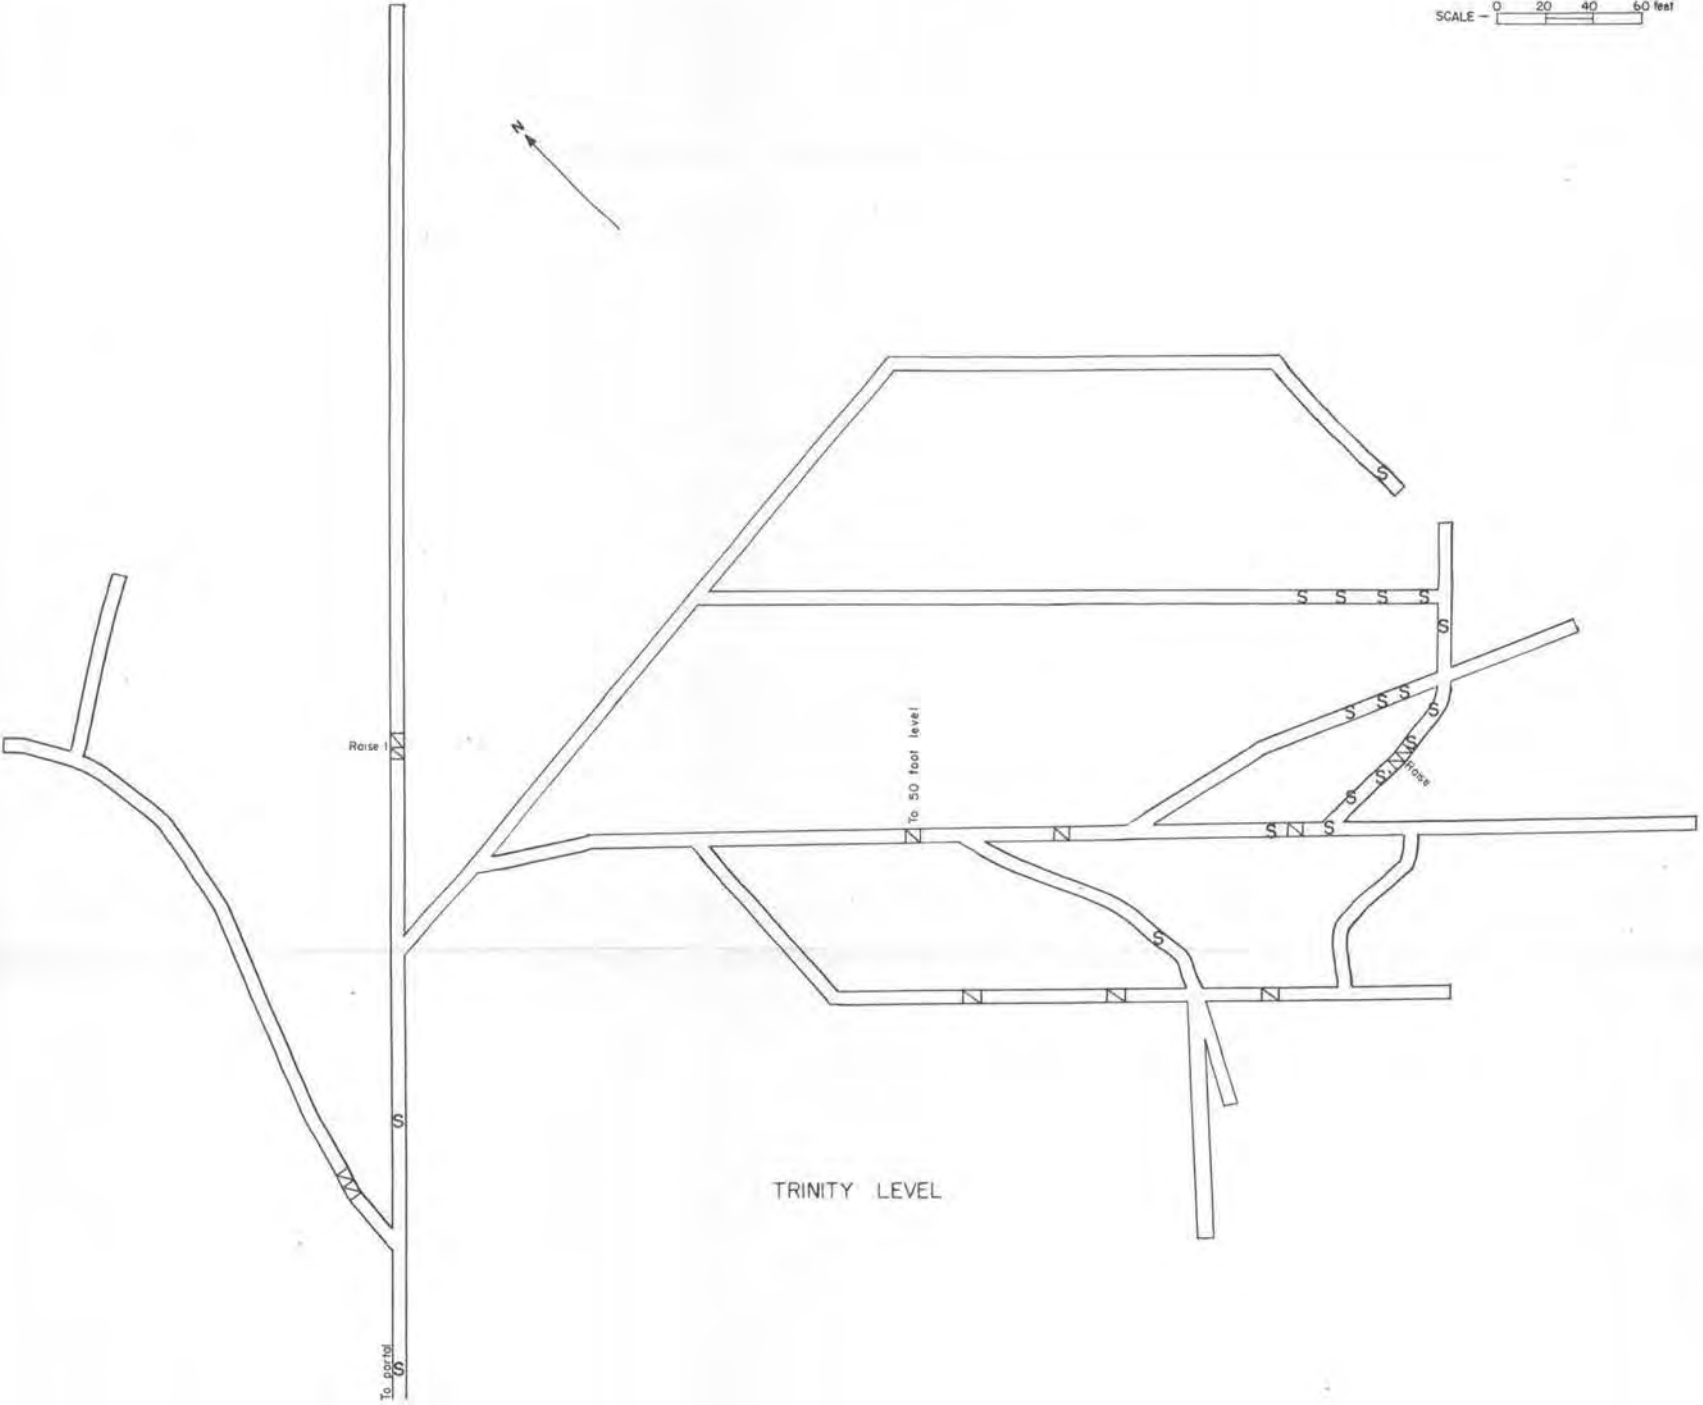 0 20 40 60 feet
SCALE —
N
S
S S S S
S
To 50 foot level
S S S
S
Raise 1
S
S
Raise
S
S S
S
S
TRINITY LEVEL
To portal
S